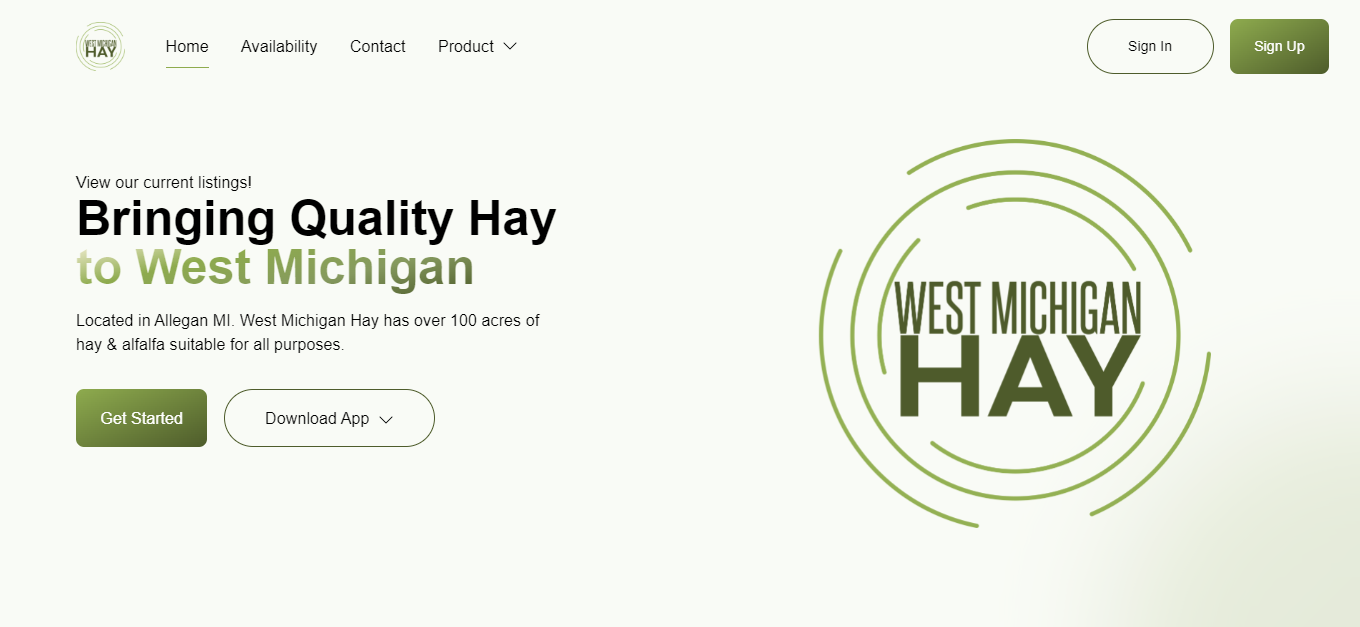 WEST MICHIGAN
HAY
Home Availability Contact Product
Sign In Sign Up
View our current listings!
Bringing Quality Hay
to West Michigan
Located in Allegan MI. West Michigan Hay has over 100 acres of
hay & alfalfa suitable for all purposes.
Get Started Download App
WEST MICHIGAN
HAY